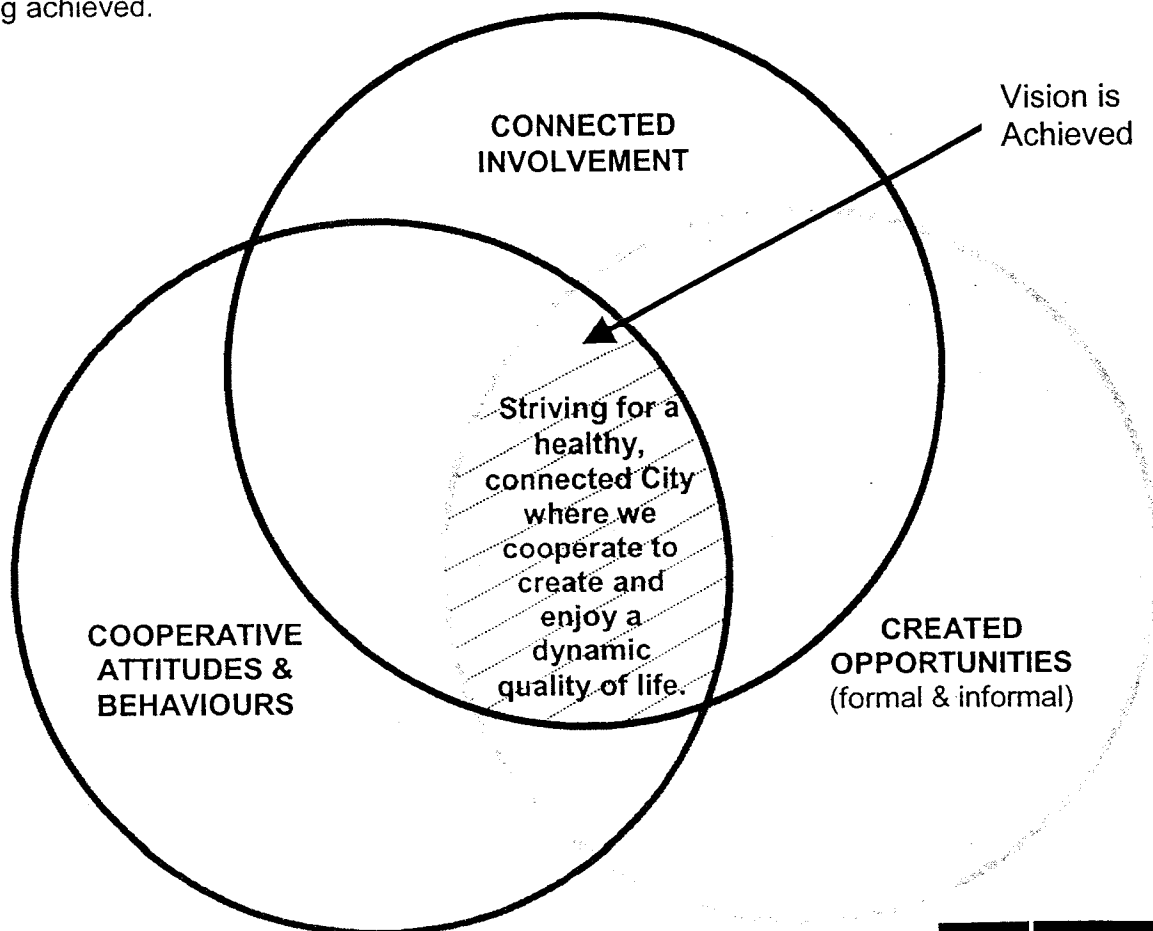 g achieved.
CONNECTED
INVOLVEMENT
Vision is
Achieved
Striving for a
healthy,
connected City
where we
cooperate to
create and
enjoy a
dynamic
quality of life.
COOPERATIVE
ATTITUDES &
BEHAVIOURS
CREATED
OPPORTUNITIES
(formal & informal)